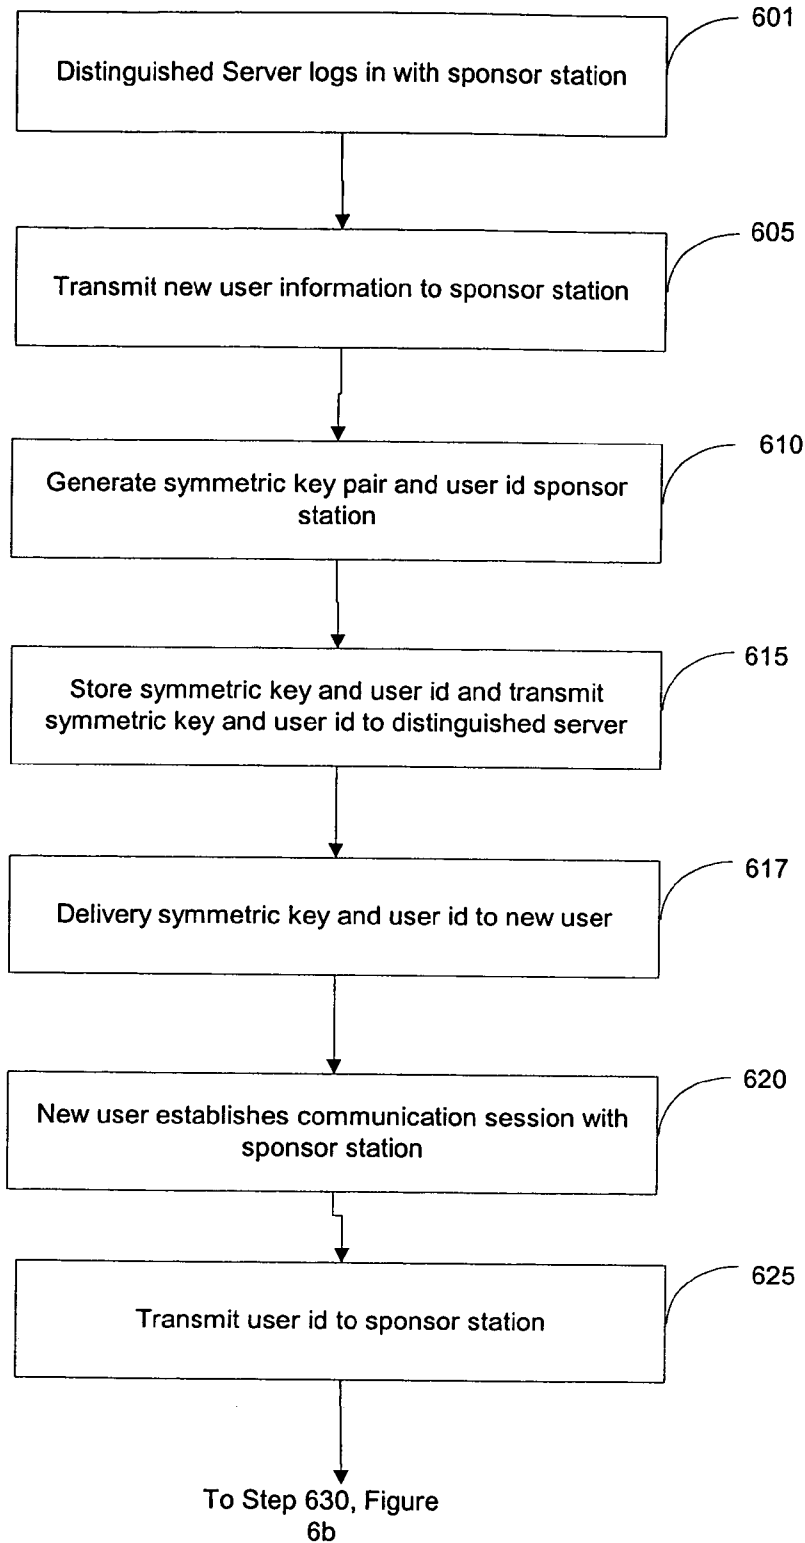 601
Distinguished Server logs in with sponsor station
605
Transmit new user information to sponsor station
610
Generate symmetric key pair and user id sponsor
station
615
Store symmetric key and user id and transmit
symmetric key and user id to distinguished server
617
Delivery symmetric key and user id to new user
620
New user establishes communication session with
sponsor station
625
Transmit user id to sponsor station
To Step 630, Figure
6b